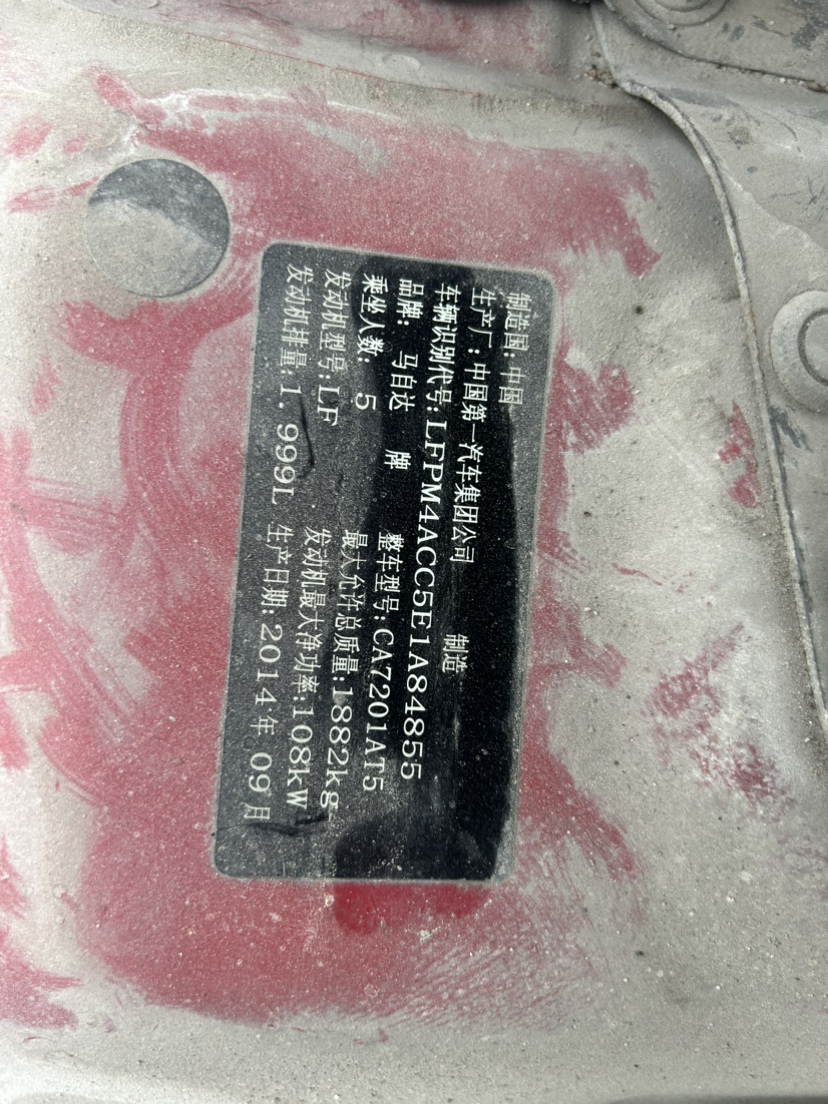 制造国:中国
生产厂:中国第一汽车集团公司 制造
车辆识别代号:LFPM4ACC5E1A84855
品牌: 马自达 牌 整车型号:CA7201AT5
乘坐人数: 5 最大允许总质量:1882kg
发动机型号:LF 发动机最大净功率:108kW
发动机排量:1.999L 生产日期:2014年 09月